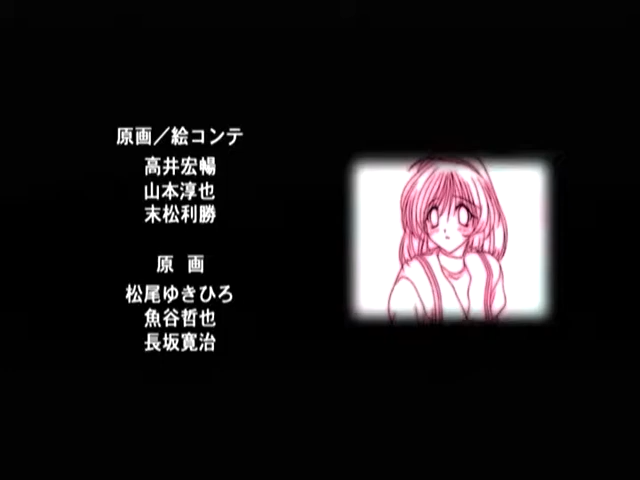 原画／絵コンテ
高井宏暢
山本淳也
末松利勝
原 画
松尾ゆきひろ
魚谷哲也
長坂寛治